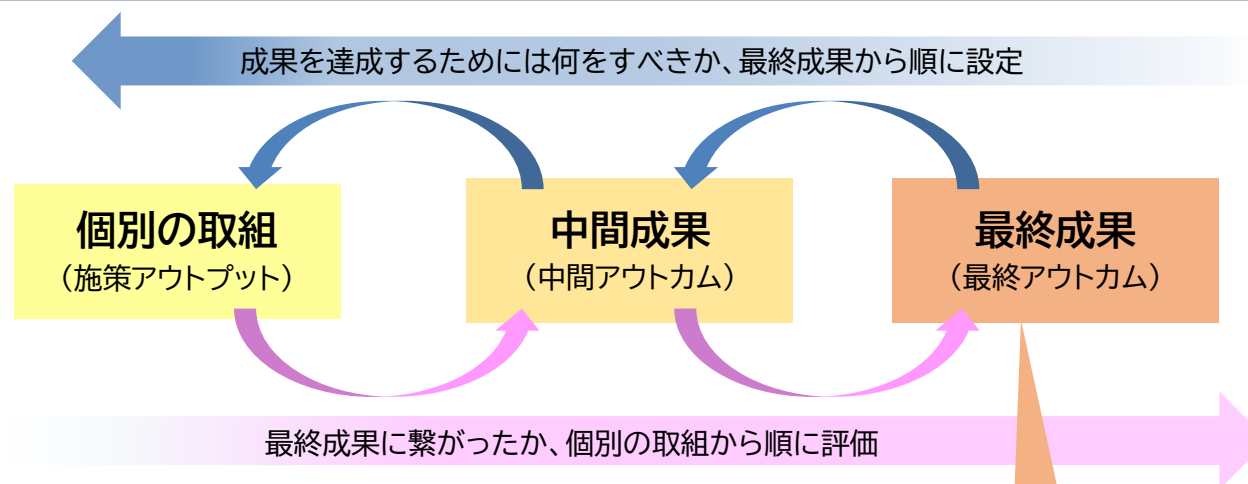 成果を達成するためには何をすべきか、最終成果から順に設定
個別の取組
（施策アウトプット）
中間成果
（中間アウトカム）
最終成果
（最終アウトカム）
最終成果に繋がったか、個別の取組から順に評価